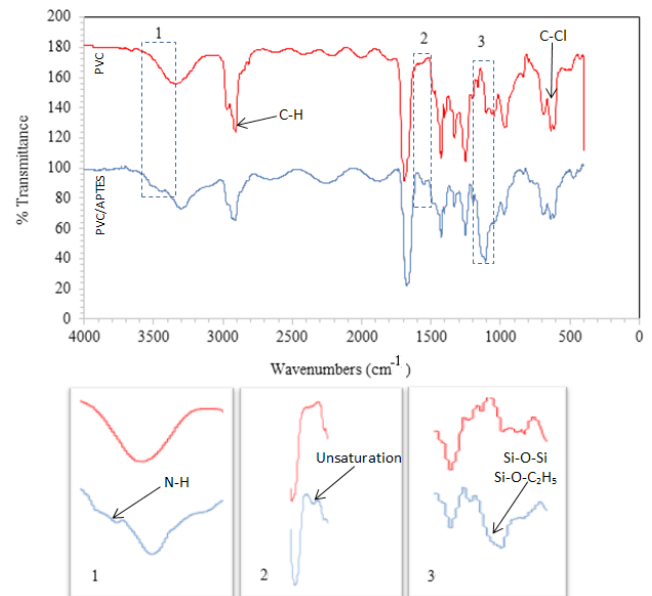 1
2
3
C-Cl
C-H
PVC
PVC/APTES
% Transmittance
200
180
160
140
120
100
80
60
40
20
0
4000 3500 3000 2500 2000 1500 1000 500 0
Wavenumbers (cm⁻¹ )
N-H
1
Unsaturation
2
Si-O-Si
Si-O-C₂H₅
3